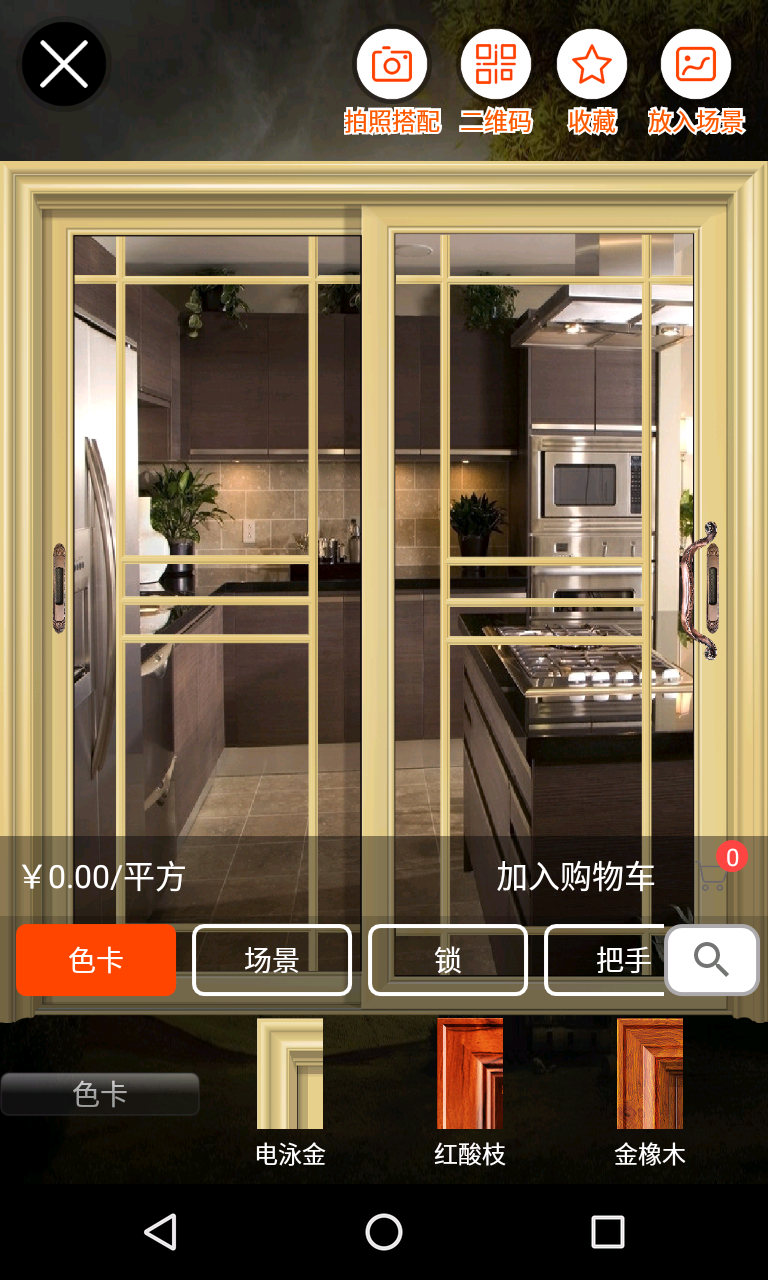 拍照搭配
二维码
收藏
放入场景
￥0.00/平方
加入购物车
0
色卡
场景
锁
把手
色卡
电泳金
红酸枝
金橡木